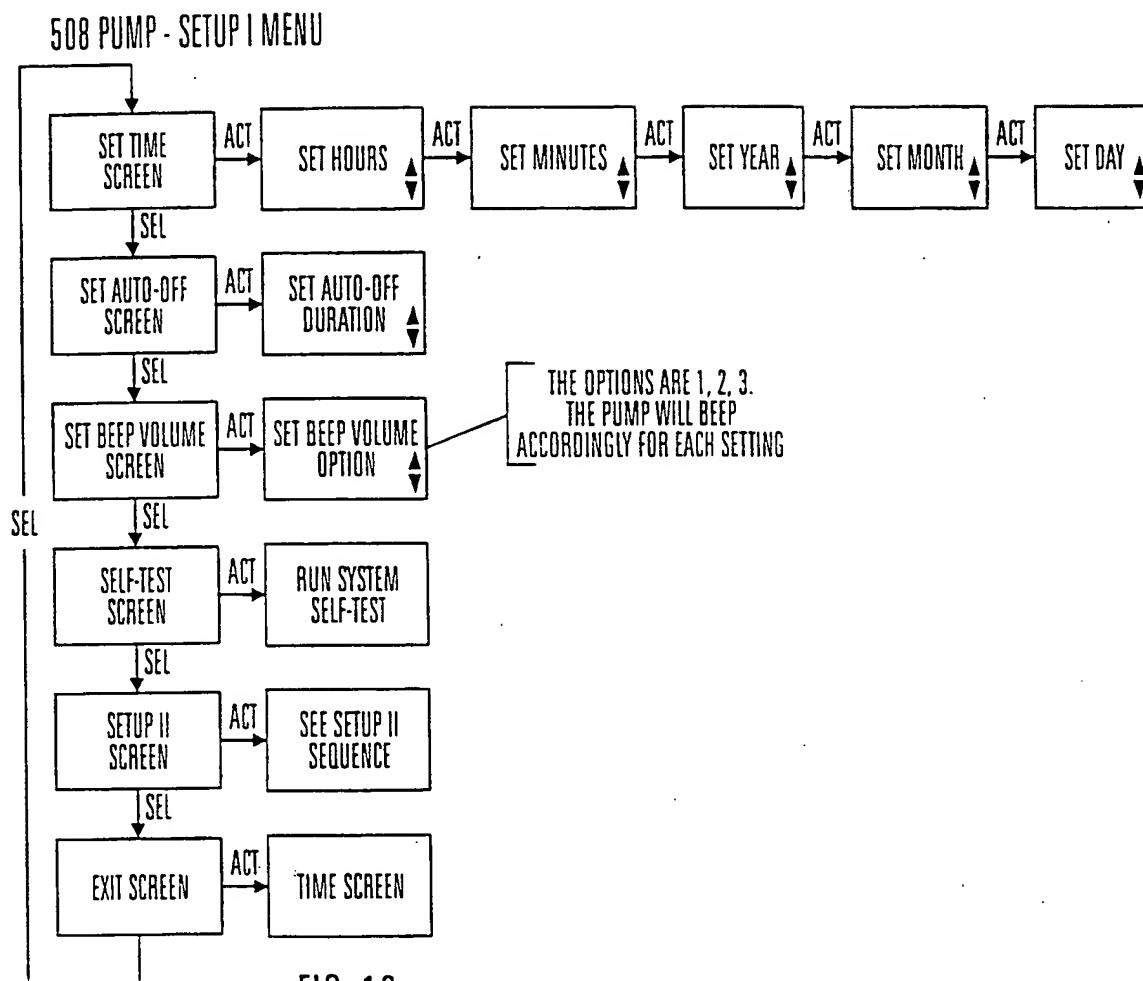 508 PUMP - SETUP I MENU
SET TIME
SCREEN
ACT
SET HOURS
ACT
SET MINUTES
ACT
SET YEAR
ACT
SET MONTH
ACT
SET DAY
SEL
SET AUTO-OFF
SCREEN
ACT
SET AUTO-OFF
DURATION
SEL
SET BEEP VOLUME
SCREEN
ACT
SET BEEP VOLUME
OPTION
THE OPTIONS ARE 1, 2, 3.
THE PUMP WILL BEEP
ACCORDINGLY FOR EACH SETTING
SEL
SEL
SELF-TEST
SCREEN
ACT
RUN SYSTEM
SELF-TEST
SEL
SETUP II
SCREEN
ACT
SEE SETUP II
SEQUENCE
SEL
EXIT SCREEN
ACT
TIME SCREEN